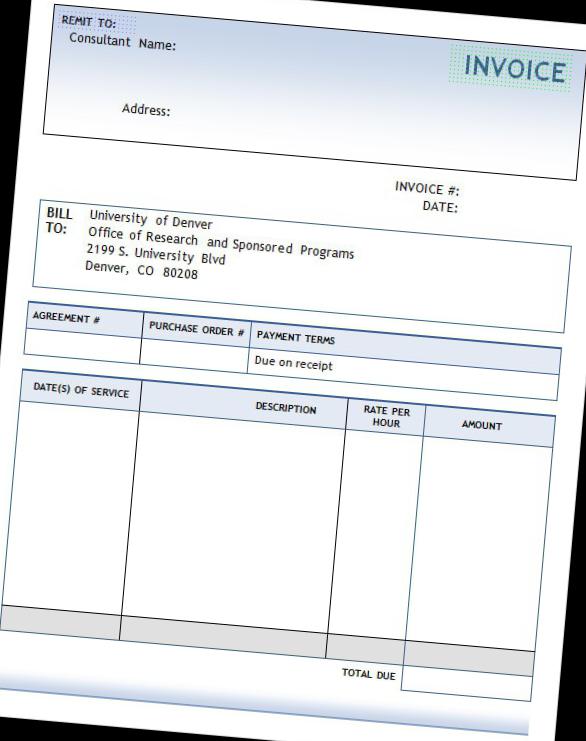 REMIT TO:
Consultant Name:
INVOICE
Address:
INVOICE #:
DATE:
BILL TO:
University of Denver
Office of Research and Sponsored Programs
2199 S. University Blvd
Denver, CO 80208
AGREEMENT # PURCHASE ORDER # PAYMENT TERMS
Due on receipt
DATE(S) OF SERVICE DESCRIPTION RATE PER HOUR AMOUNT
TOTAL DUE